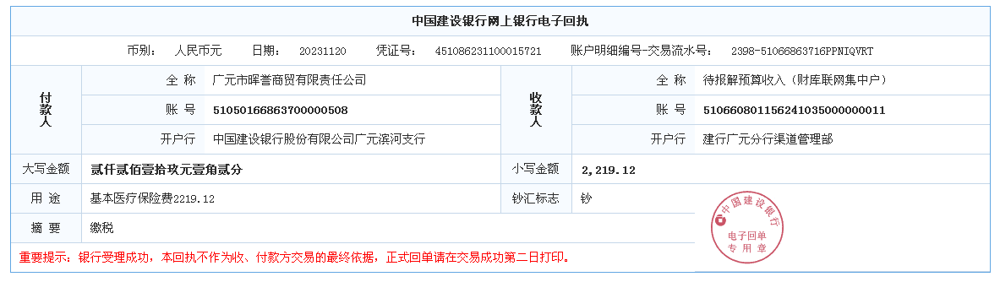 中国建设银行网上银行电子回执
币别： 人民币元 日期： 20231120 凭证号： 451086231100015721 账户明细编号-交易流水号： 2398-51066863716PPNIQVRT
付款人 全 称 广元市晖誉商贸有限责任公司 收款人 全 称 待报解预算收入（财库联网集中户）
账 号 51050166863700000508 账 号 510660801156241035000000011
开户行 中国建设银行股份有限公司广元滨河支行 开户行 建行广元分行渠道管理部
大写金额 贰仟贰佰壹拾玖元壹角贰分 小写金额 2,219.12
用 途 基本医疗保险费2219.12 钞汇标志 钞
摘 要 缴税
中国建设银行
电子回单
专用章
重要提示：银行受理成功，本回执不作为收、付款方交易的最终依据，正式回单请在交易成功第二日打印。